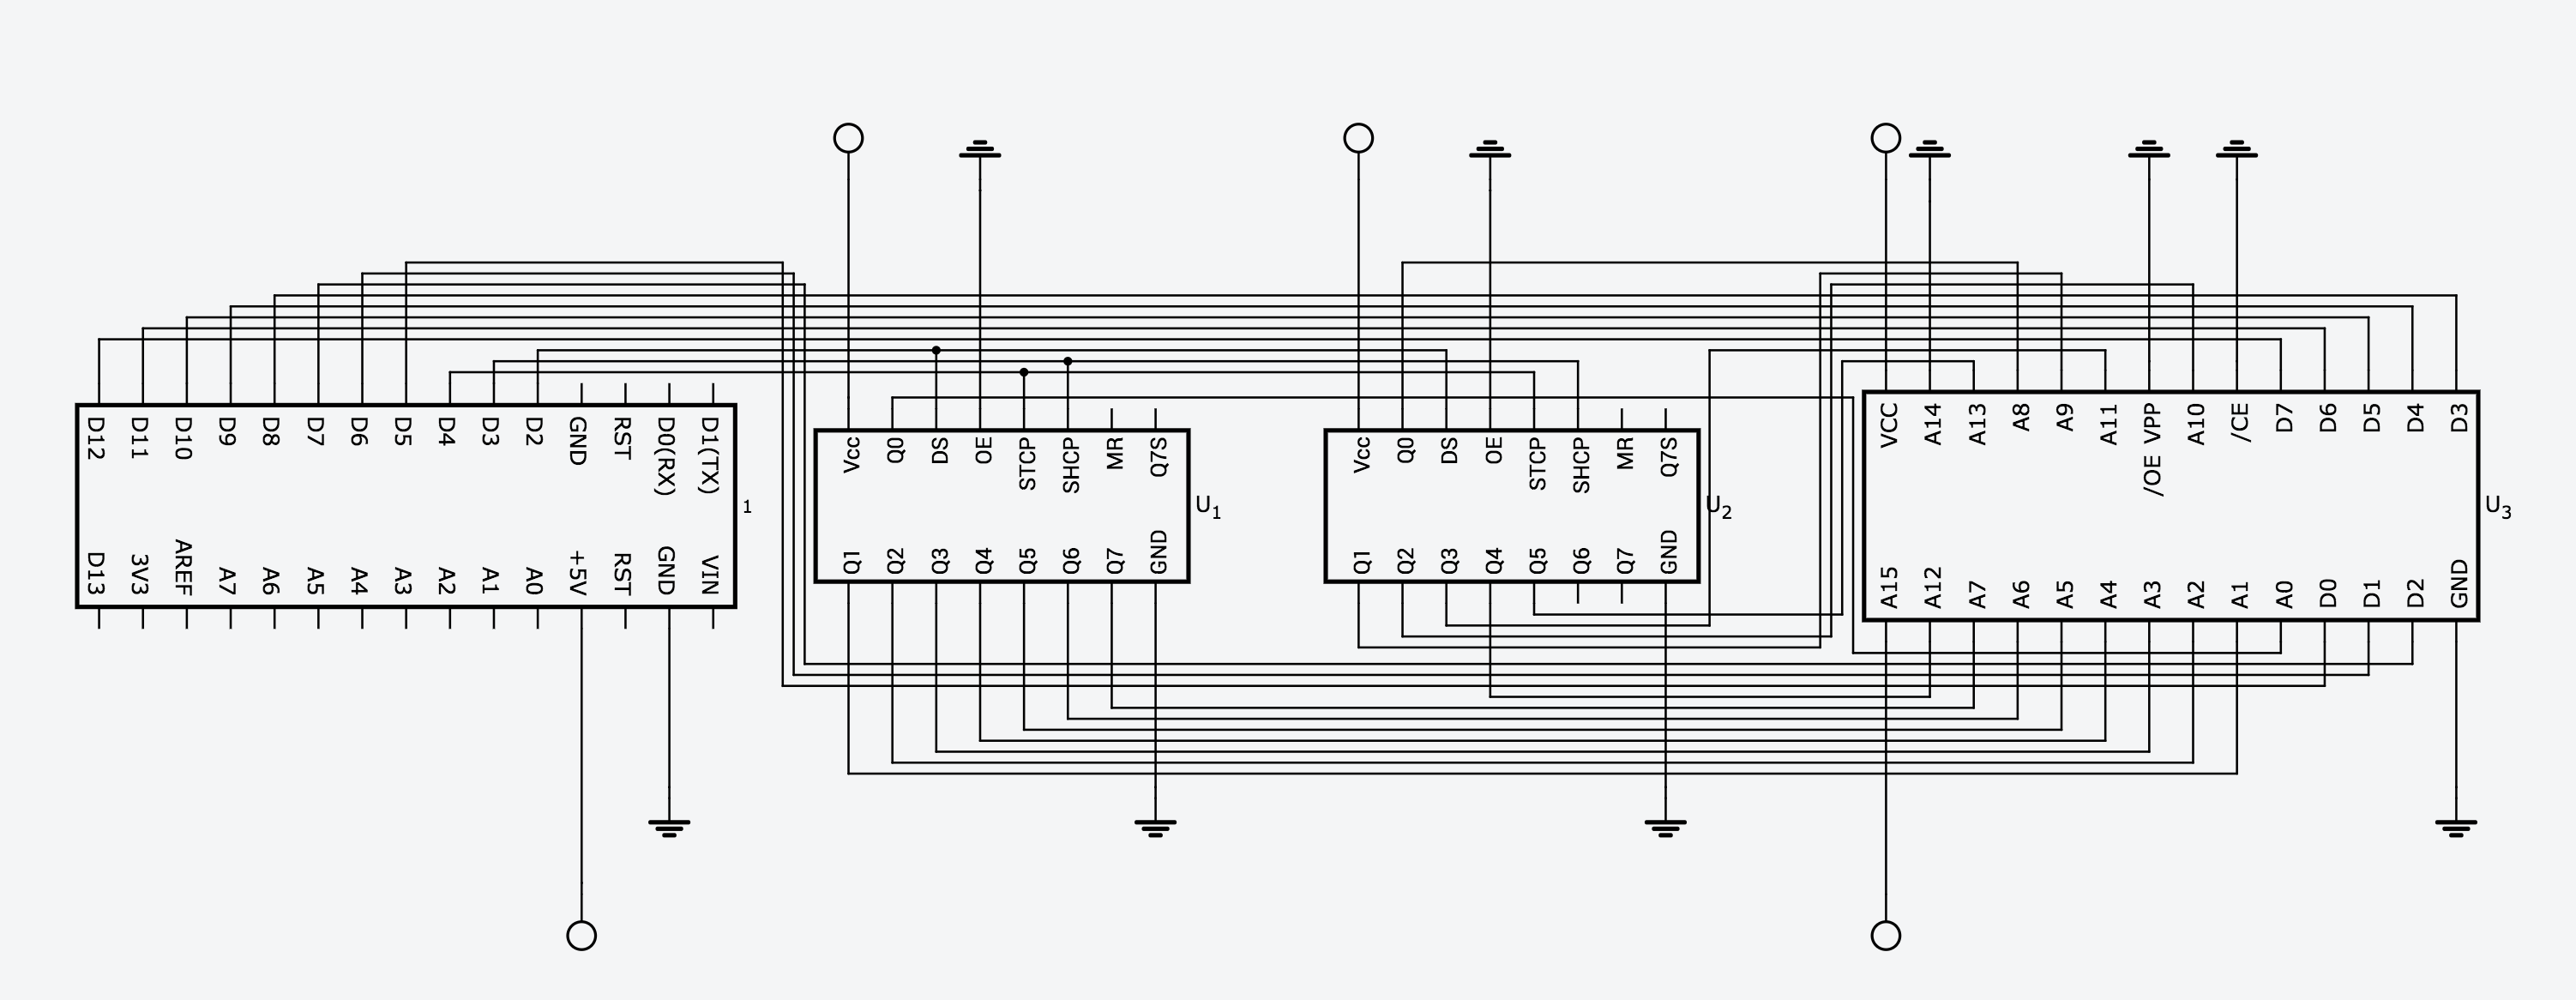 D12 D11 D10 D9 D8 D7 D6 D5 D4 D3 D2 GND RST D0(RX) D1(TX)
1
D13 3V3 AREF A7 A6 A5 A4 A3 A2 A1 A0 +5V RST GND VIN
Vcc Q0 DS OE STCP SHCP MR Q7S
U1
Q1 Q2 Q3 Q4 Q5 Q6 Q7 GND
Vcc Q0 DS OE STCP SHCP MR Q7S
U2
Q1 Q2 Q3 Q4 Q5 Q6 Q7 GND
VCC A14 A13 A8 A9 A11 /OE VPP A10 /CE D7 D6 D5 D4 D3
U3
A15 A12 A7 A6 A5 A4 A3 A2 A1 A0 D0 D1 D2 GND